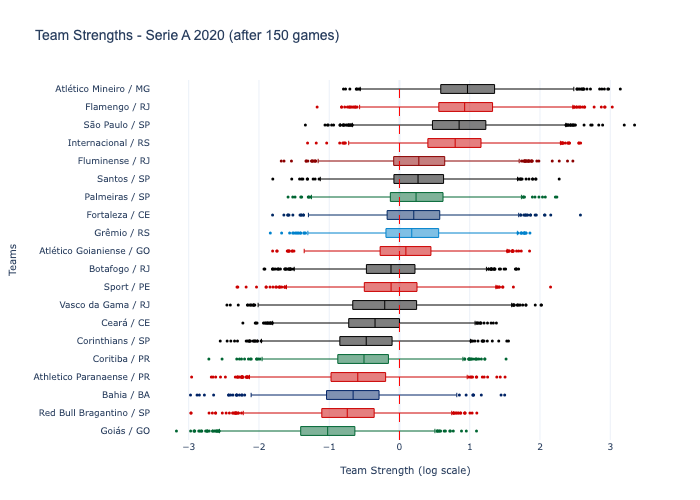 Team Strengths - Serie A 2020 (after 150 games)
Atlético Mineiro / MG
Flamengo / RJ
São Paulo / SP
Internacional / RS
Fluminense / RJ
Santos / SP
Palmeiras / SP
Fortaleza / CE
Grêmio / RS
Atlético Goianiense / GO
Botafogo / RJ
Sport / PE
Vasco da Gama / RJ
Ceará / CE
Corinthians / SP
Coritiba / PR
Athletico Paranaense / PR
Bahia / BA
Red Bull Bragantino / SP
Goiás / GO
Teams
−3 −2 −1 0 1 2 3
Team Strength (log scale)